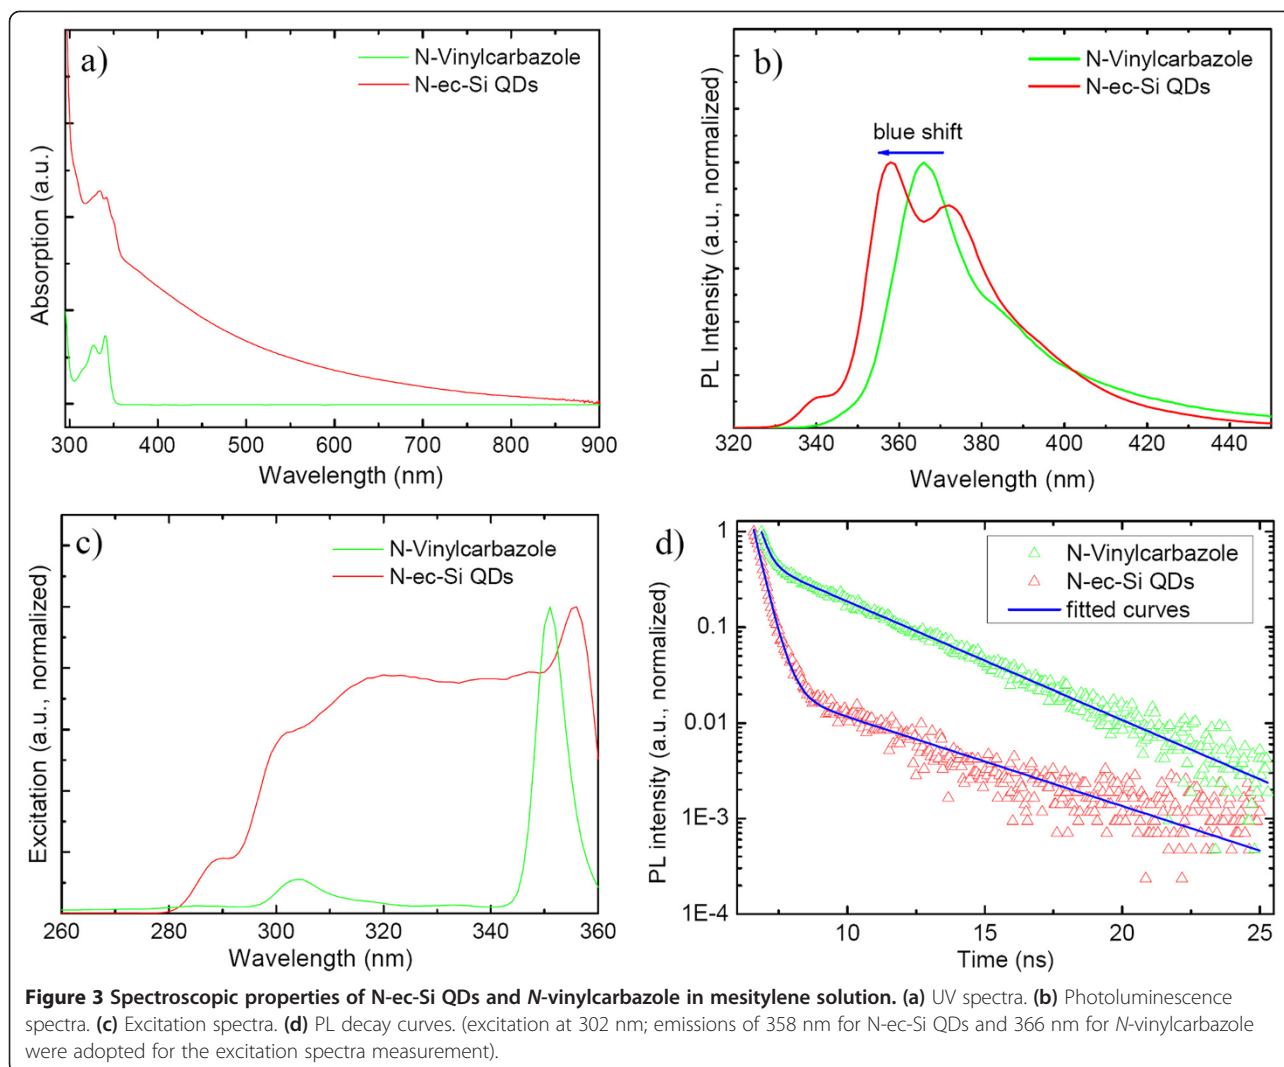 a)
N-Vinylcarbazole
N-ec-Si QDs
Absorption (a.u.)
300 400 500 600 700 800 900
Wavelength (nm)
b)
N-Vinylcarbazole
N-ec-Si QDs
blue shift
PL Intensity (a.u., normalized)
320 340 360 380 400 420 440
Wavelength (nm)
c)
N-Vinylcarbazole
N-ec-Si QDs
Excitation (a.u., normalized)
260 280 300 320 340 360
Wavelength (nm)
d)
N-Vinylcarbazole
N-ec-Si QDs
fitted curves
PL intensity (a.u., normalized)
1
0.1
0.01
1E-3
1E-4
10 15 20 25
Time (ns)
Figure 3 Spectroscopic properties of N-ec-Si QDs and N-vinylcarbazole in mesitylene solution. (a) UV spectra. (b) Photoluminescence
spectra. (c) Excitation spectra. (d) PL decay curves. (excitation at 302 nm; emissions of 358 nm for N-ec-Si QDs and 366 nm for N-vinylcarbazole
were adopted for the excitation spectra measurement).